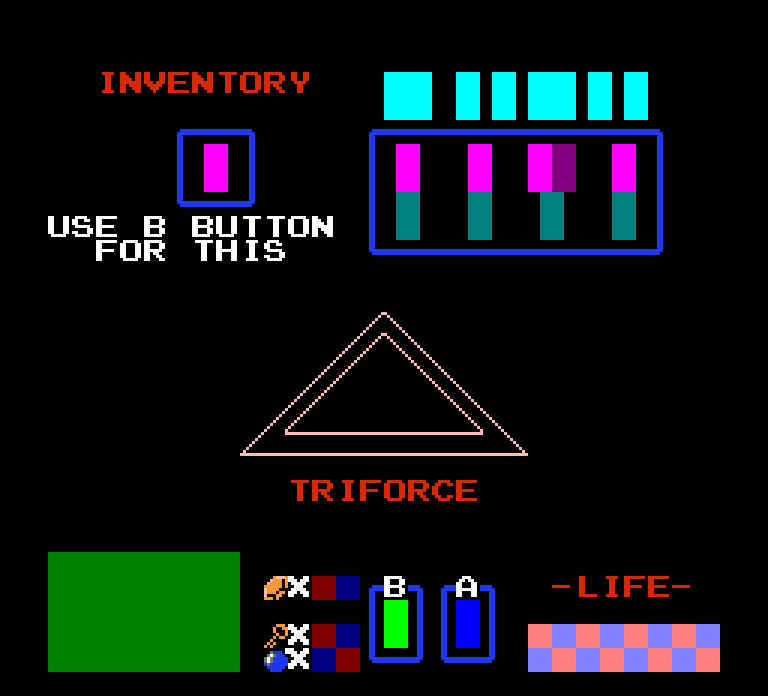 INVENTORY
USE B BUTTON
FOR THIS
TRIFORCE
X
B
A
-LIFE-
X
X